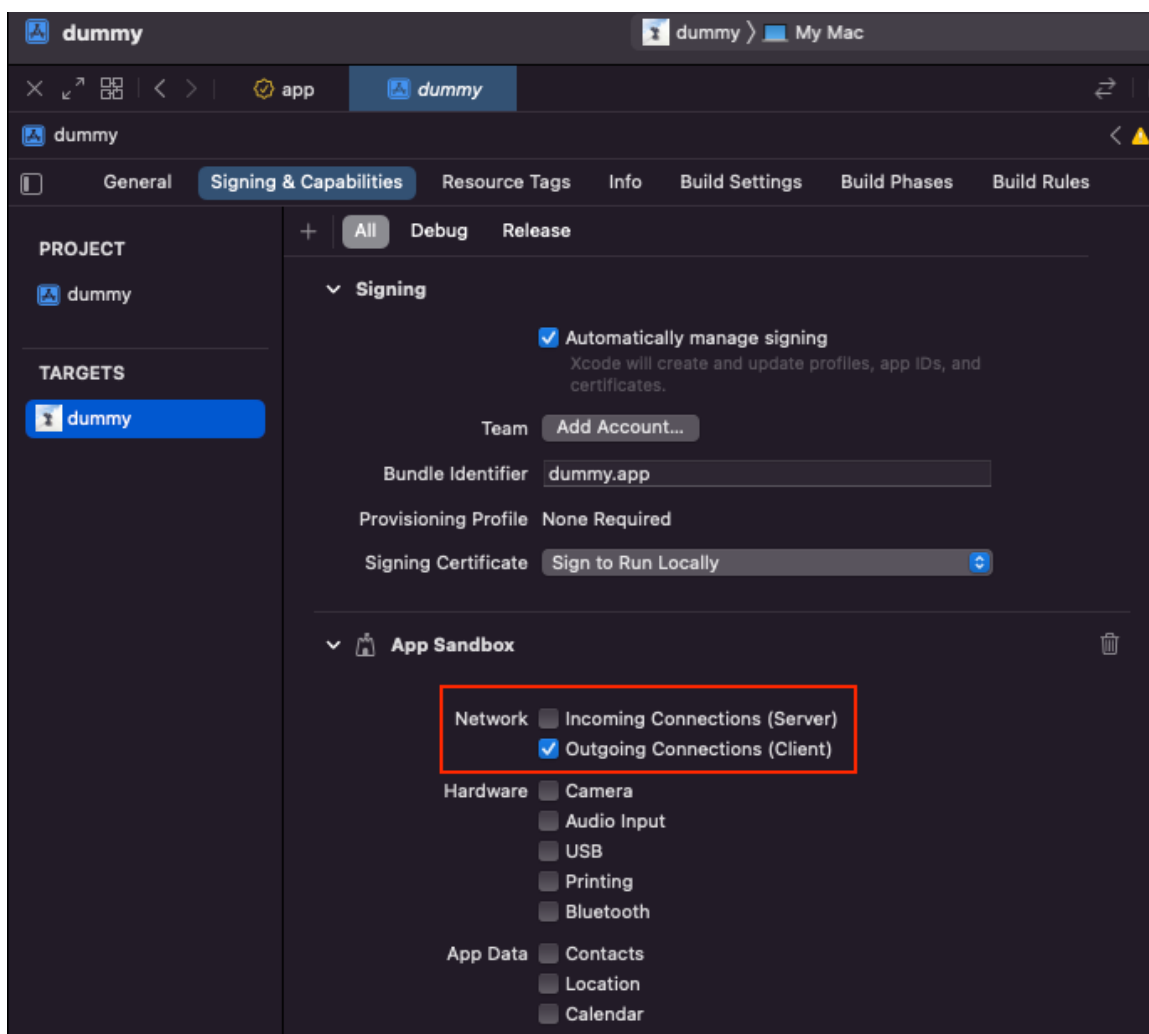 dummy
dummy 〉 My Mac
app
dummy
dummy
General Signing & Capabilities Resource Tags Info Build Settings Build Phases Build Rules
PROJECT
dummy
TARGETS
dummy
All Debug Release
Signing
Automatically manage signing
Xcode will create and update profiles, app IDs, and
certificates.
Team Add Account...
Bundle Identifier dummy.app
Provisioning Profile None Required
Signing Certificate Sign to Run Locally
App Sandbox
Network Incoming Connections (Server)
Outgoing Connections (Client)
Hardware Camera
Audio Input
USB
Printing
Bluetooth
App Data Contacts
Location
Calendar